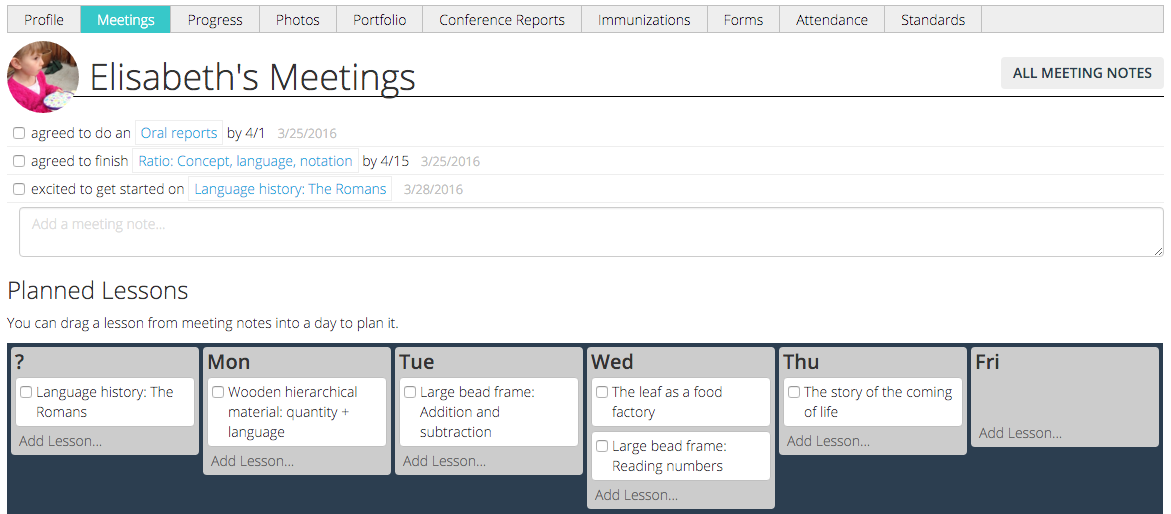 Profile Meetings Progress Photos Portfolio Conference Reports Immunizations Forms Attendance Standards
Elisabeth's Meetings
ALL MEETING NOTES
agreed to do an Oral reports by 4/1 3/25/2016
agreed to finish Ratio: Concept, language, notation by 4/15 3/25/2016
excited to get started on Language history: The Romans 3/28/2016
Add a meeting note...
Planned Lessons
You can drag a lesson from meeting notes into a day to plan it.
?
Language history: The
Romans
Add Lesson...
Mon
Wooden hierarchical
material: quantity +
language
Add Lesson...
Tue
Large bead frame:
Addition and
subtraction
Add Lesson...
Wed
The leaf as a food
factory
Large bead frame:
Reading numbers
Add Lesson...
Thu
The story of the coming
of life
Add Lesson...
Fri
Add Lesson...